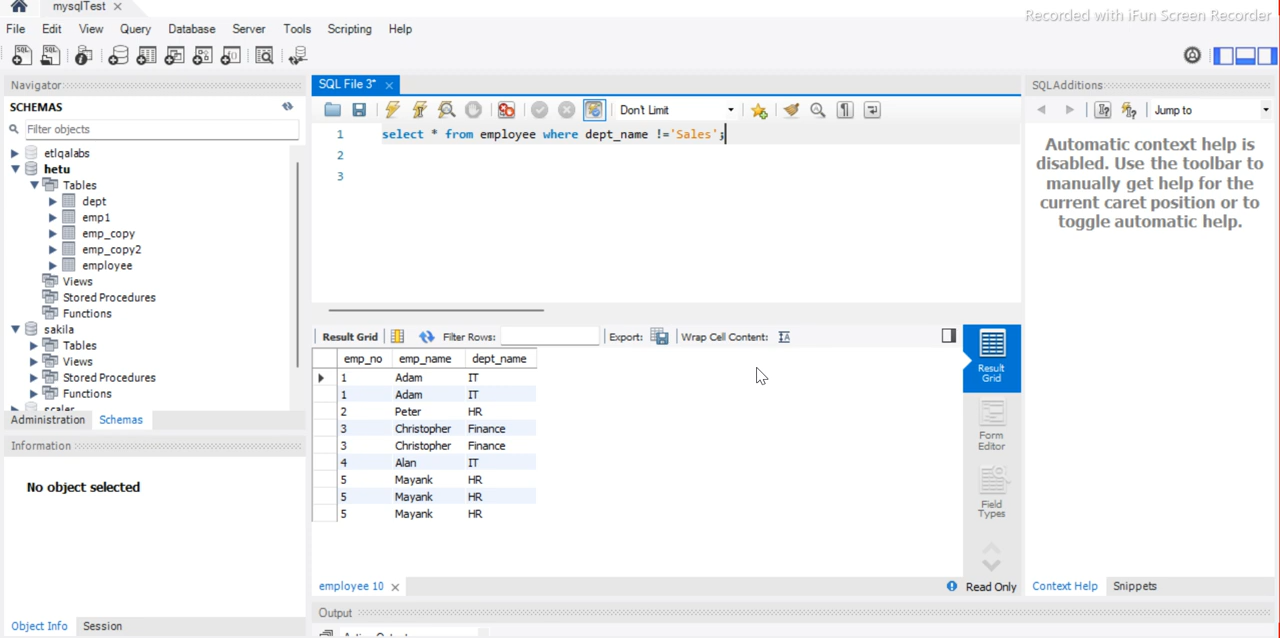 mysqlTest
Recorded with iFun Screen Recorder
File Edit View Query Database Server Tools Scripting Help
Navigator
SCHEMAS
Filter objects
etlqalabs
hetu
Tables
dept
emp1
emp_copy
emp_copy2
employee
Views
Stored Procedures
Functions
sakila
Tables
Views
Stored Procedures
Functions
scaler
Administration Schemas
Information
No object selected
Object Info Session
SQL File 3*
Don't Limit
1 select * from employee where dept_name !='Sales';
2
3
Result Grid Filter Rows: Export: Wrap Cell Content:
emp_no emp_name dept_name
1 Adam IT
1 Adam IT
2 Peter HR
3 Christopher Finance
3 Christopher Finance
4 Alan IT
5 Mayank HR
5 Mayank HR
5 Mayank HR
Result
Grid
Form
Editor
Field
Types
employee 10
Read Only
Output
SQLAdditions
Jump to
Automatic context help is
disabled. Use the toolbar to
manually get help for the
current caret position or to
toggle automatic help.
Context Help Snippets